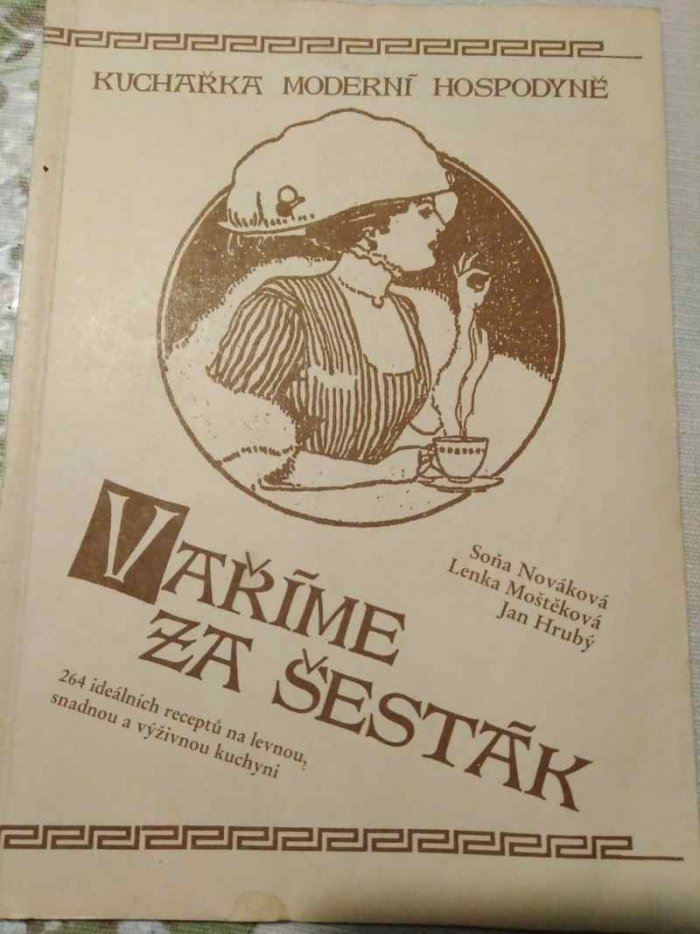 KUCHAŘKA MODERNÍ HOSPODYNĚ
Soňa Nováková
Lenka Moštěková
Jan Hrubý
VAŘÍME
ZA ŠESTÁK
264 ideálních receptů na levnou,
snadnou a výživnou kuchyni